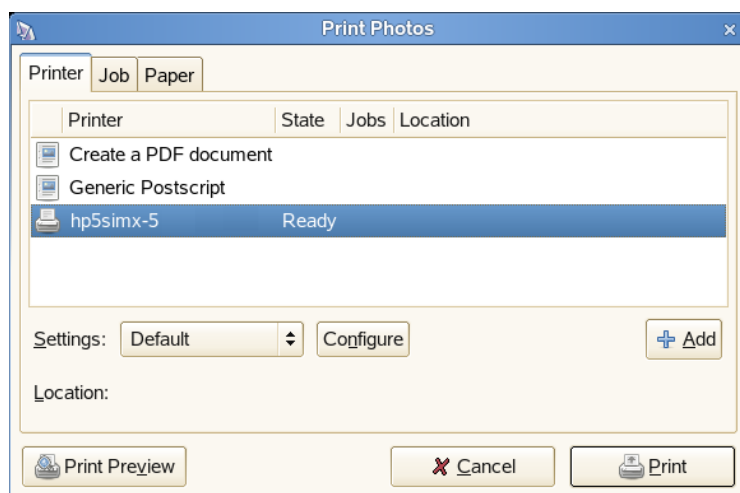 Print Photos
Printer Job Paper
Printer State Jobs Location
Create a PDF document
Generic Postscript
hp5simx-5 Ready
Settings: Default Configure Add
Location:
Print Preview Cancel Print